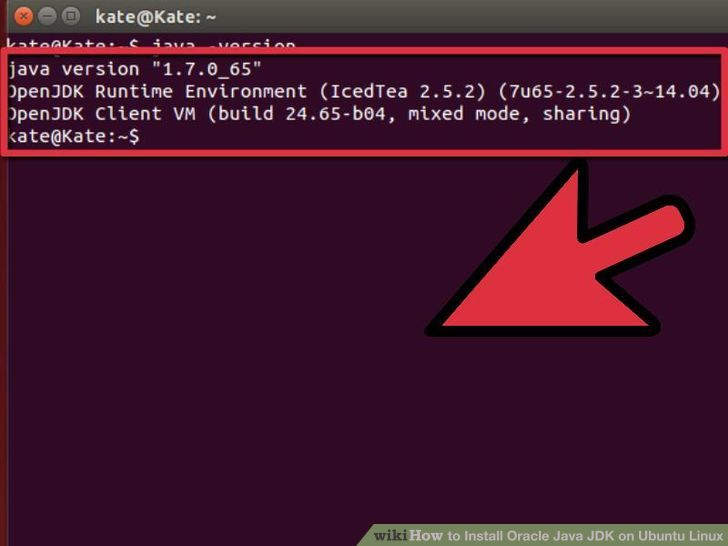 kate@Kate: ~
kate@Kate:~$ java -version
java version "1.7.0_65"
OpenJDK Runtime Environment (IcedTea 2.5.2) (7u65-2.5.2-3~14.04)
OpenJDK Client VM (build 24.65-b04, mixed mode, sharing)
kate@Kate:~$
wikiHow to Install Oracle Java JDK on Ubuntu Linux